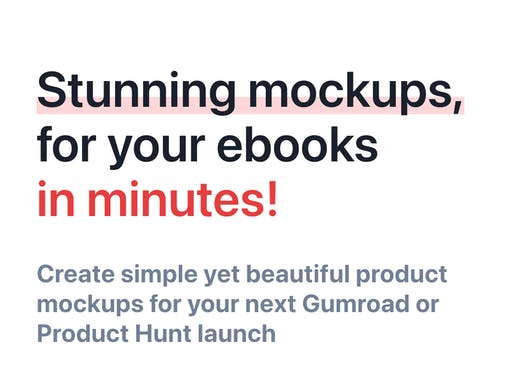 Stunning mockups,
for your ebooks
in minutes!
Create simple yet beautiful product
mockups for your next Gumroad or
Product Hunt launch